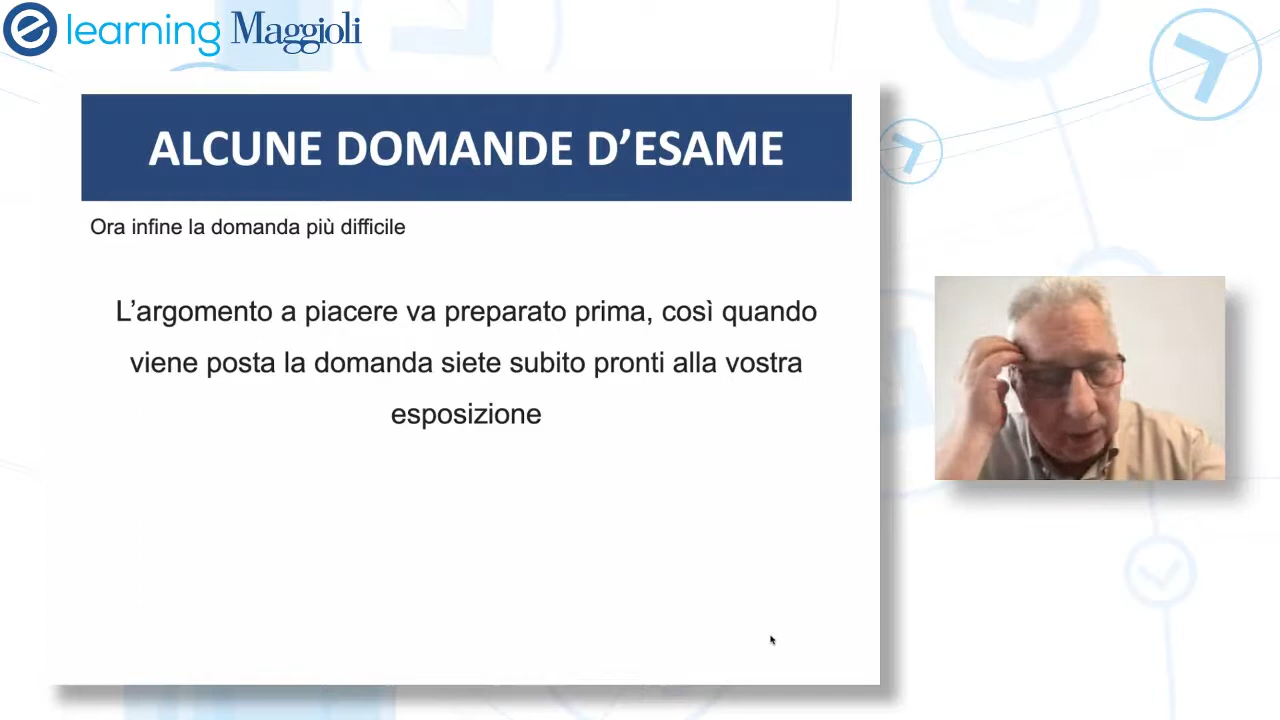 e learning Maggioli
ALCUNE DOMANDE D'ESAME
Ora infine la domanda più difficile
L'argomento a piacere va preparato prima, così quando
viene posta la domanda siete subito pronti alla vostra
esposizione